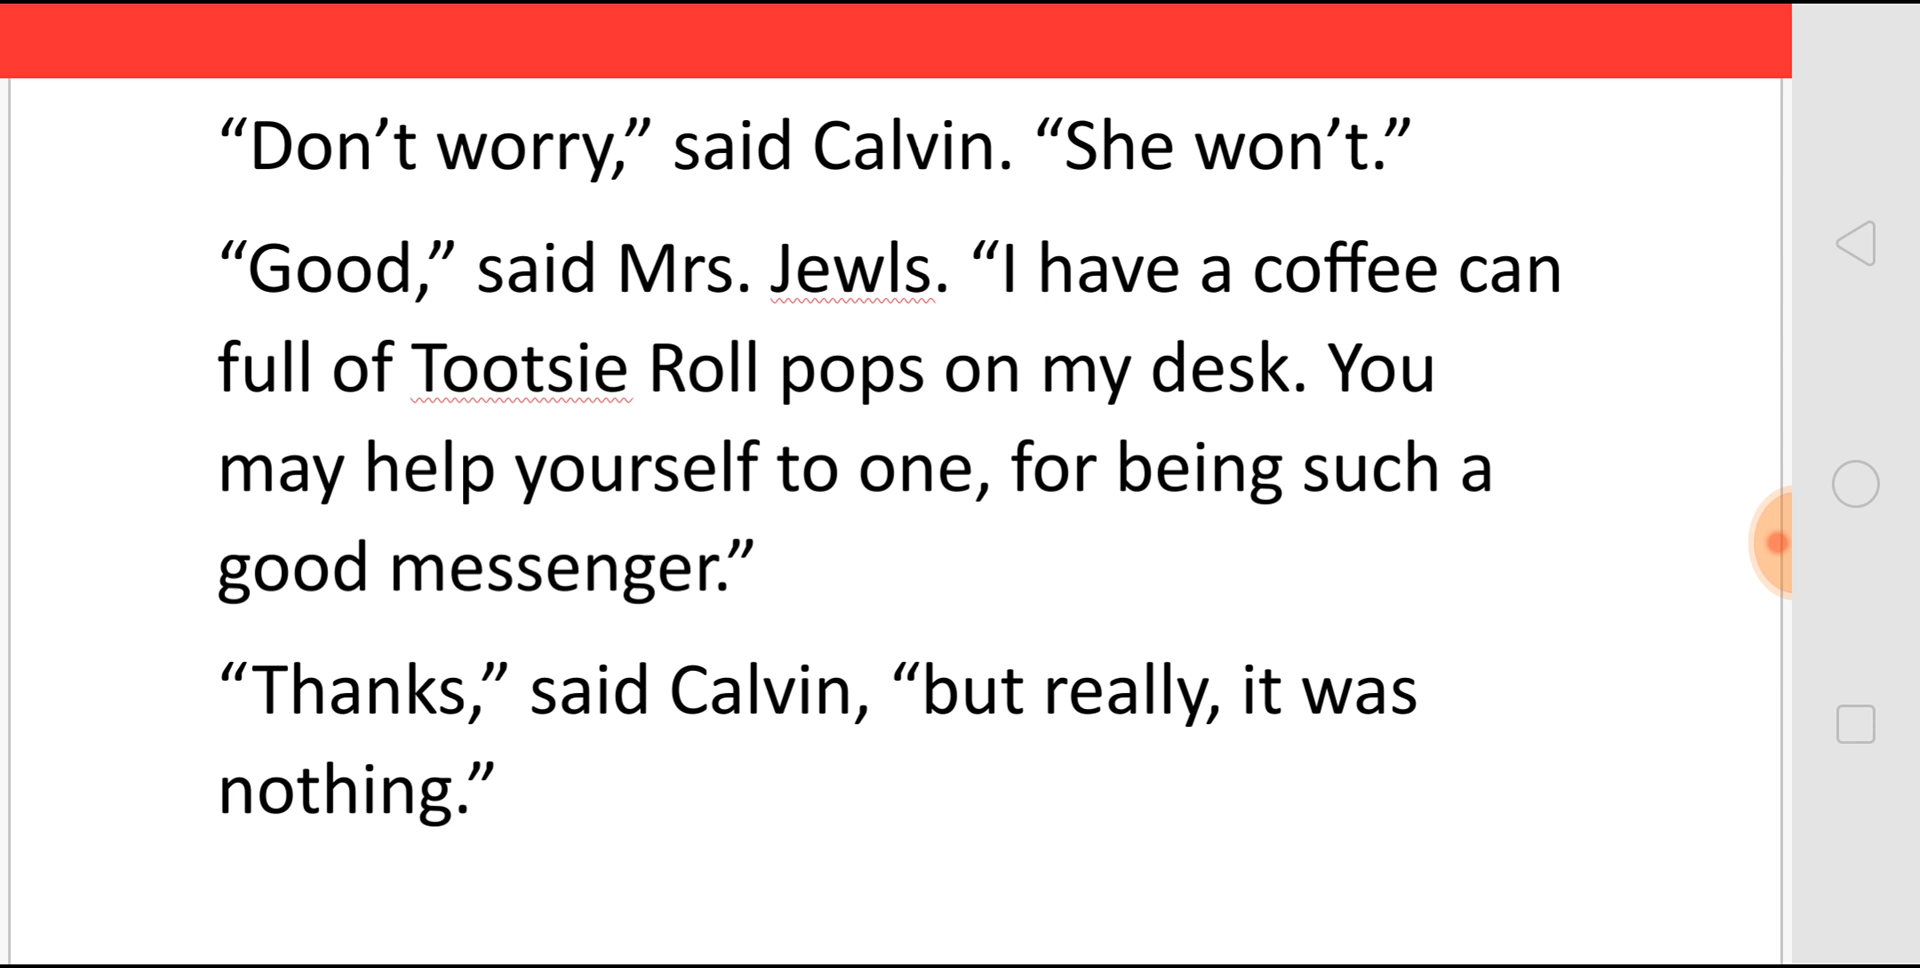 “Don’t worry,” said Calvin. “She won’t.”
“Good,” said Mrs. Jewls. “I have a coffee can
full of Tootsie Roll pops on my desk. You
may help yourself to one, for being such a
good messenger.”
“Thanks,” said Calvin, “but really, it was
nothing.”